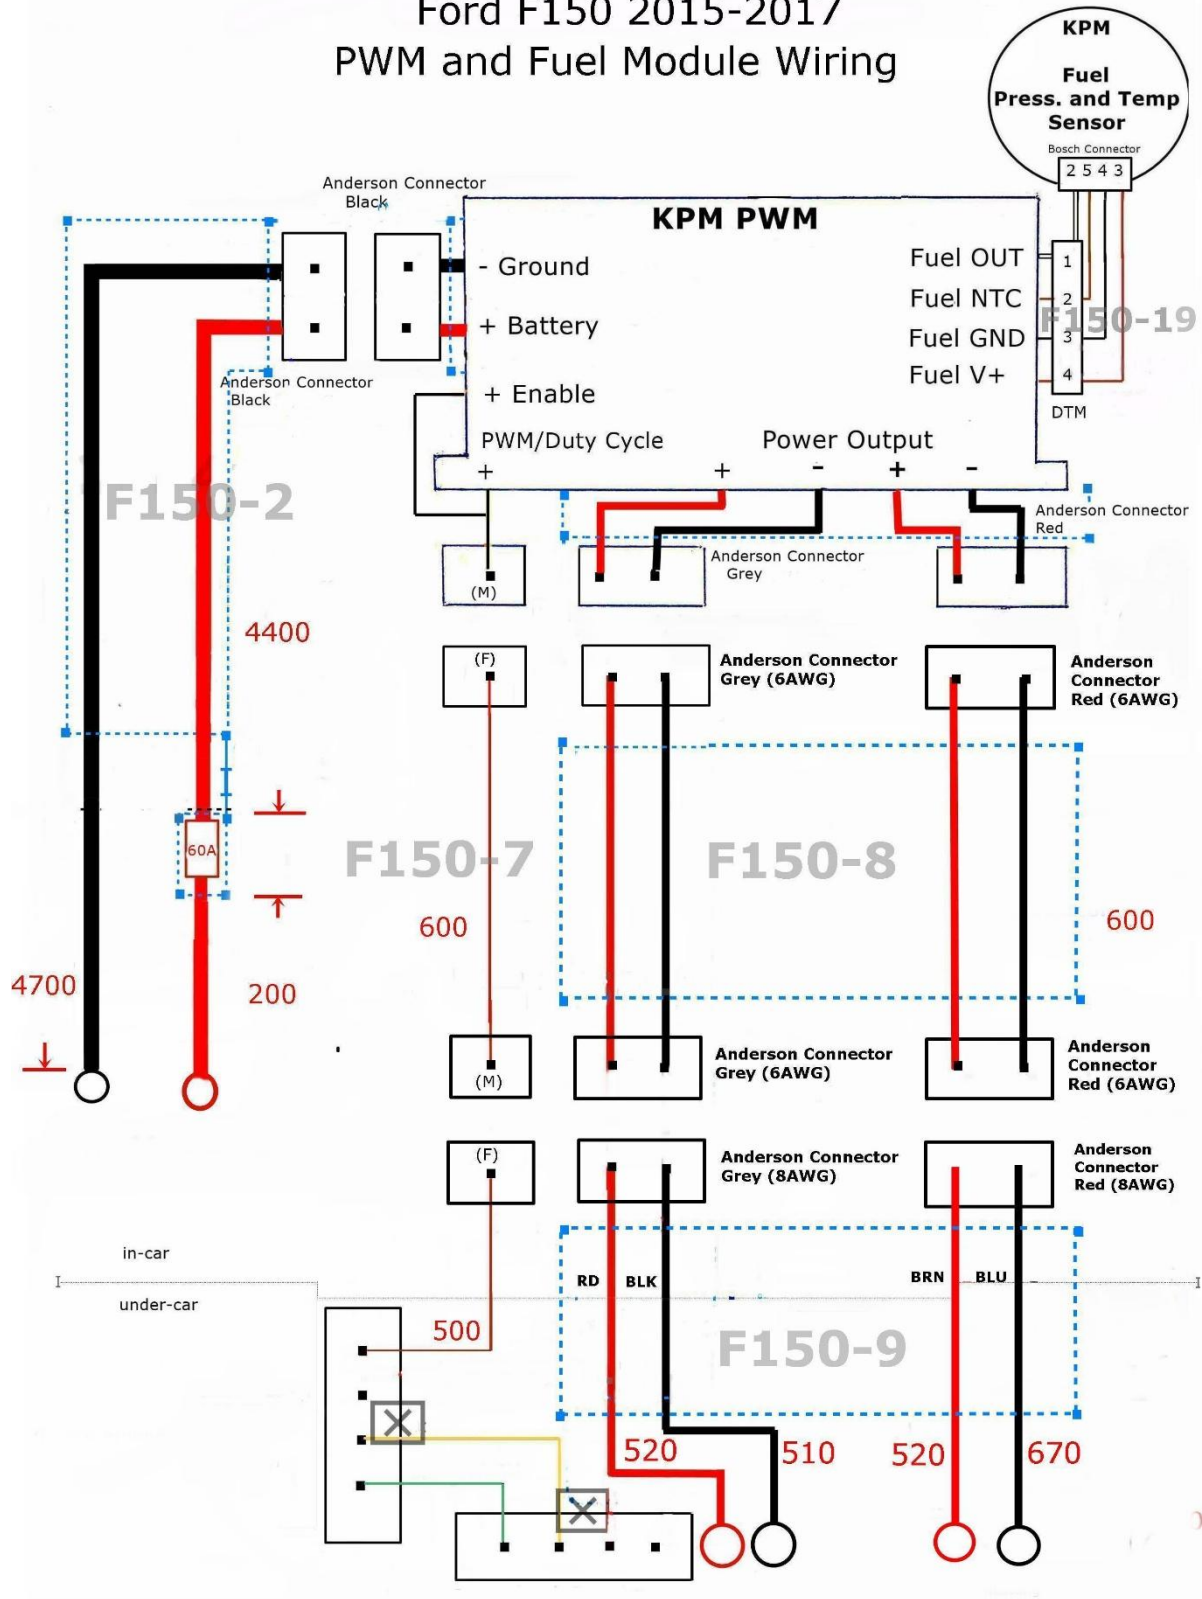 Ford F150 2015-2017
PWM and Fuel Module Wiring
KPM
Fuel
Press. and Temp
Sensor
Bosch Connector
2 5 4 3
Anderson Connector
Black
KPM PWM
- Ground
+ Battery
+ Enable
PWM/Duty Cycle
+
Power Output
+ - + -
Fuel OUT
Fuel NTC
Fuel GND
Fuel V+
1
2
3
4
F150-19
DTM
Anderson Connector
Black
F150-2
Anderson Connector
Red
Anderson Connector
Grey
(M)
4400
(F)
Anderson Connector
Grey (6AWG)
Anderson
Connector
Red (6AWG)
60A
F150-7
F150-8
600
600
4700
200
(M)
Anderson Connector
Grey (6AWG)
Anderson
Connector
Red (6AWG)
(F)
Anderson Connector
Grey (8AWG)
Anderson
Connector
Red (8AWG)
in-car
under-car
RD
BLK
BRN
BLU
500
F150-9
520
510
520
670